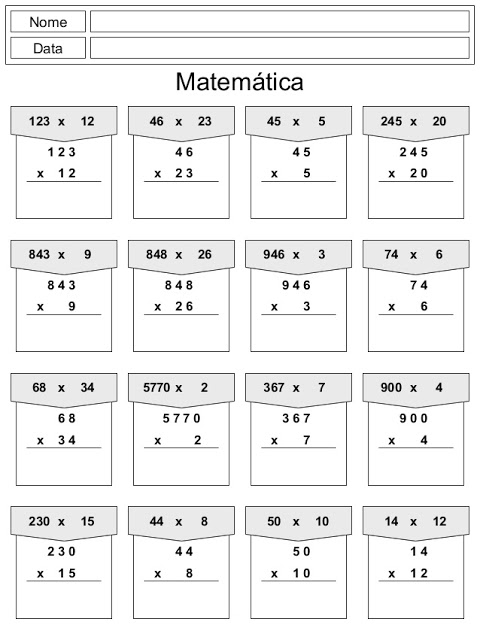 Nome
Data
Matemática
123 x 12 46 x 23 45 x 5 245 x 20
1 2 3 4 6 4 5 2 4 5
x 1 2 x 2 3 x 5 x 2 0
843 x 9 848 x 26 946 x 3 74 x 6
8 4 3 8 4 8 9 4 6 7 4
x 9 x 2 6 x 3 x 6
68 x 34 5770 x 2 367 x 7 900 x 4
6 8 5 7 7 0 3 6 7 9 0 0
x 3 4 x 2 x 7 x 4
230 x 15 44 x 8 50 x 10 14 x 12
2 3 0 4 4 5 0 1 4
x 1 5 x 8 x 1 0 x 1 2